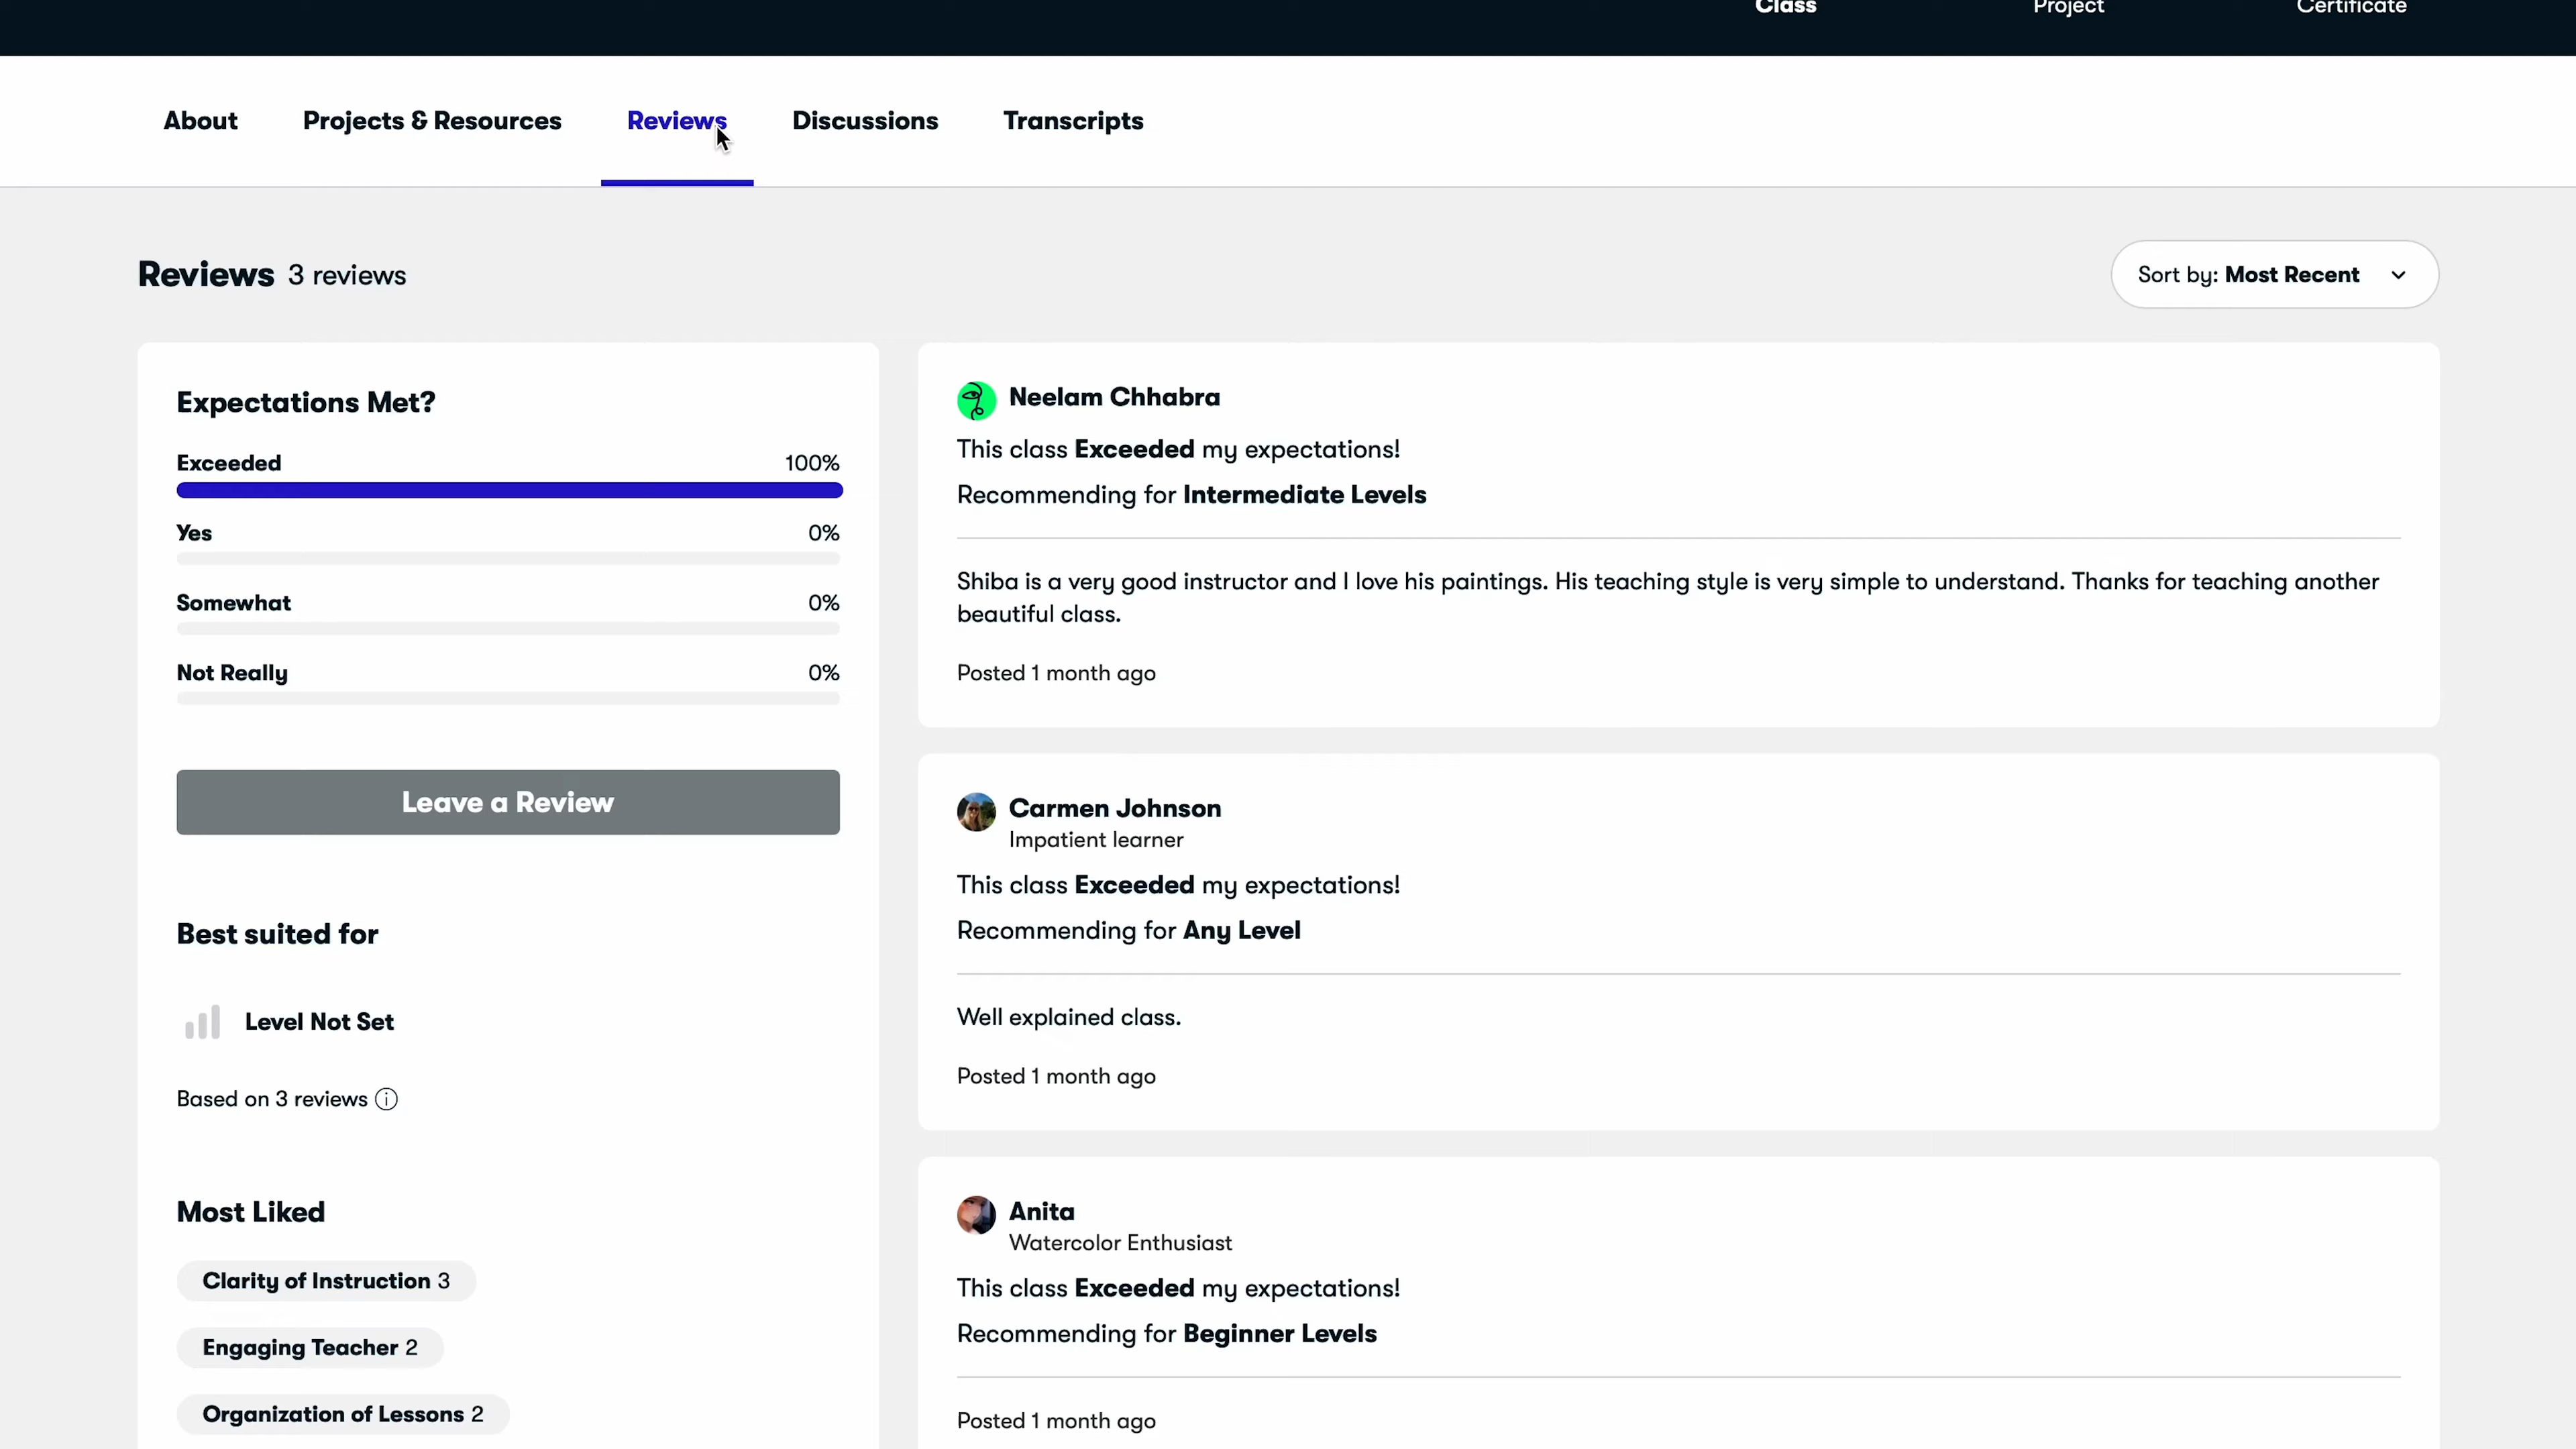 Class Project Certificate
About Projects & Resources Reviews Discussions Transcripts
Reviews 3 reviews
Sort by: Most Recent
Expectations Met?
Exceeded 100%
Yes 0%
Somewhat 0%
Not Really 0%
Leave a Review
Best suited for
Level Not Set
Based on 3 reviews
Most Liked
Clarity of Instruction 3
Engaging Teacher 2
Organization of Lessons 2
Neelam Chhabra
This class Exceeded my expectations!
Recommending for Intermediate Levels
Shiba is a very good instructor and I love his paintings. His teaching style is very simple to understand. Thanks for teaching another
beautiful class.
Posted 1 month ago
Carmen Johnson
Impatient learner
This class Exceeded my expectations!
Recommending for Any Level
Well explained class.
Posted 1 month ago
Anita
Watercolor Enthusiast
This class Exceeded my expectations!
Recommending for Beginner Levels
Posted 1 month ago